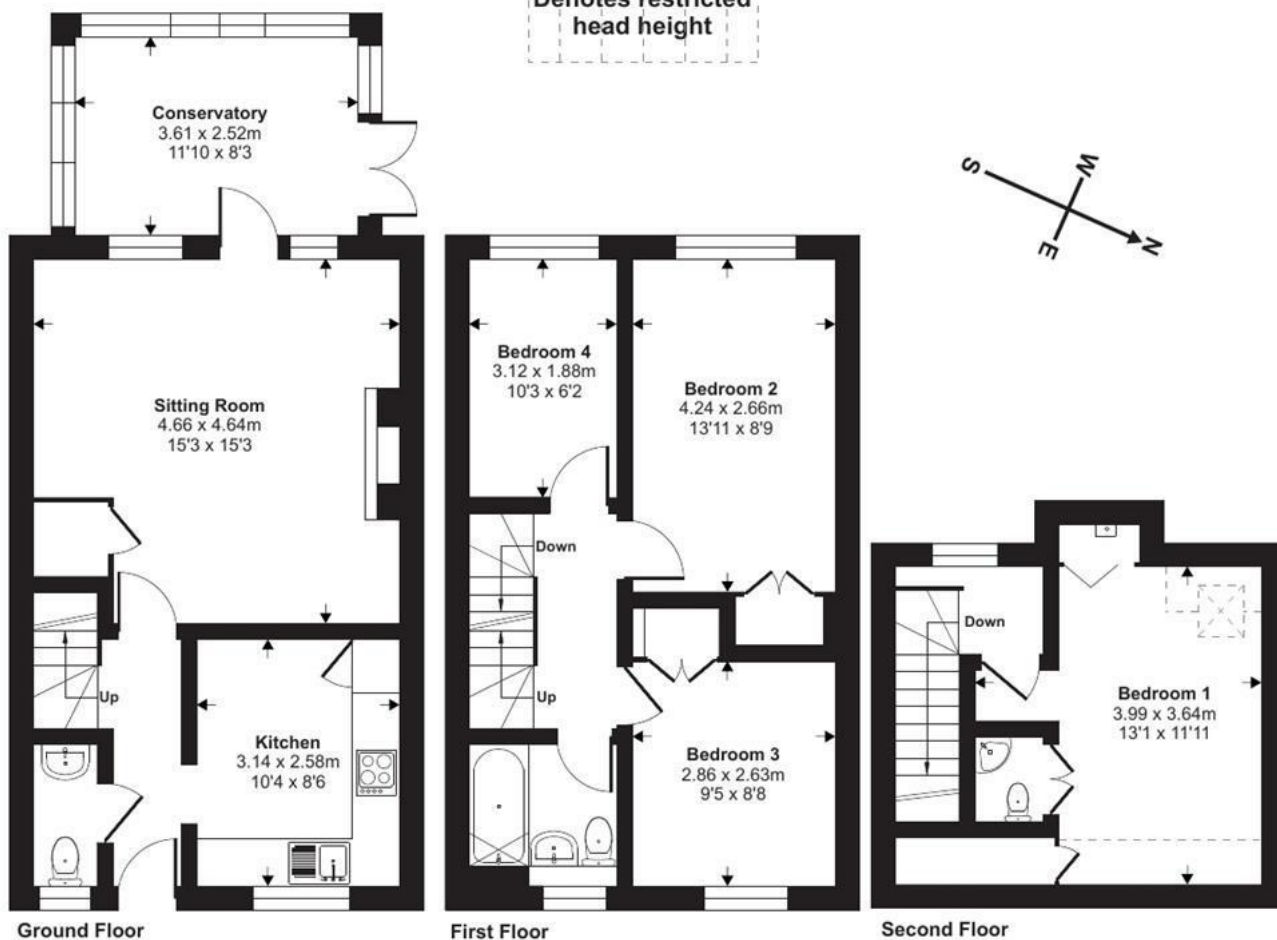 Denotes restricted
head height
Conservatory
3.61 x 2.52m
11'10 x 8'3
S
W
E
N
Sitting Room
4.66 x 4.64m
15'3 x 15'3
Up
Kitchen
3.14 x 2.58m
10'4 x 8'6
Ground Floor
Bedroom 4
3.12 x 1.88m
10'3 x 6'2
Bedroom 2
4.24 x 2.66m
13'11 x 8'9
Down
Up
Bedroom 3
2.86 x 2.63m
9'5 x 8'8
First Floor
Down
Bedroom 1
3.99 x 3.64m
13'1 x 11'11
Second Floor